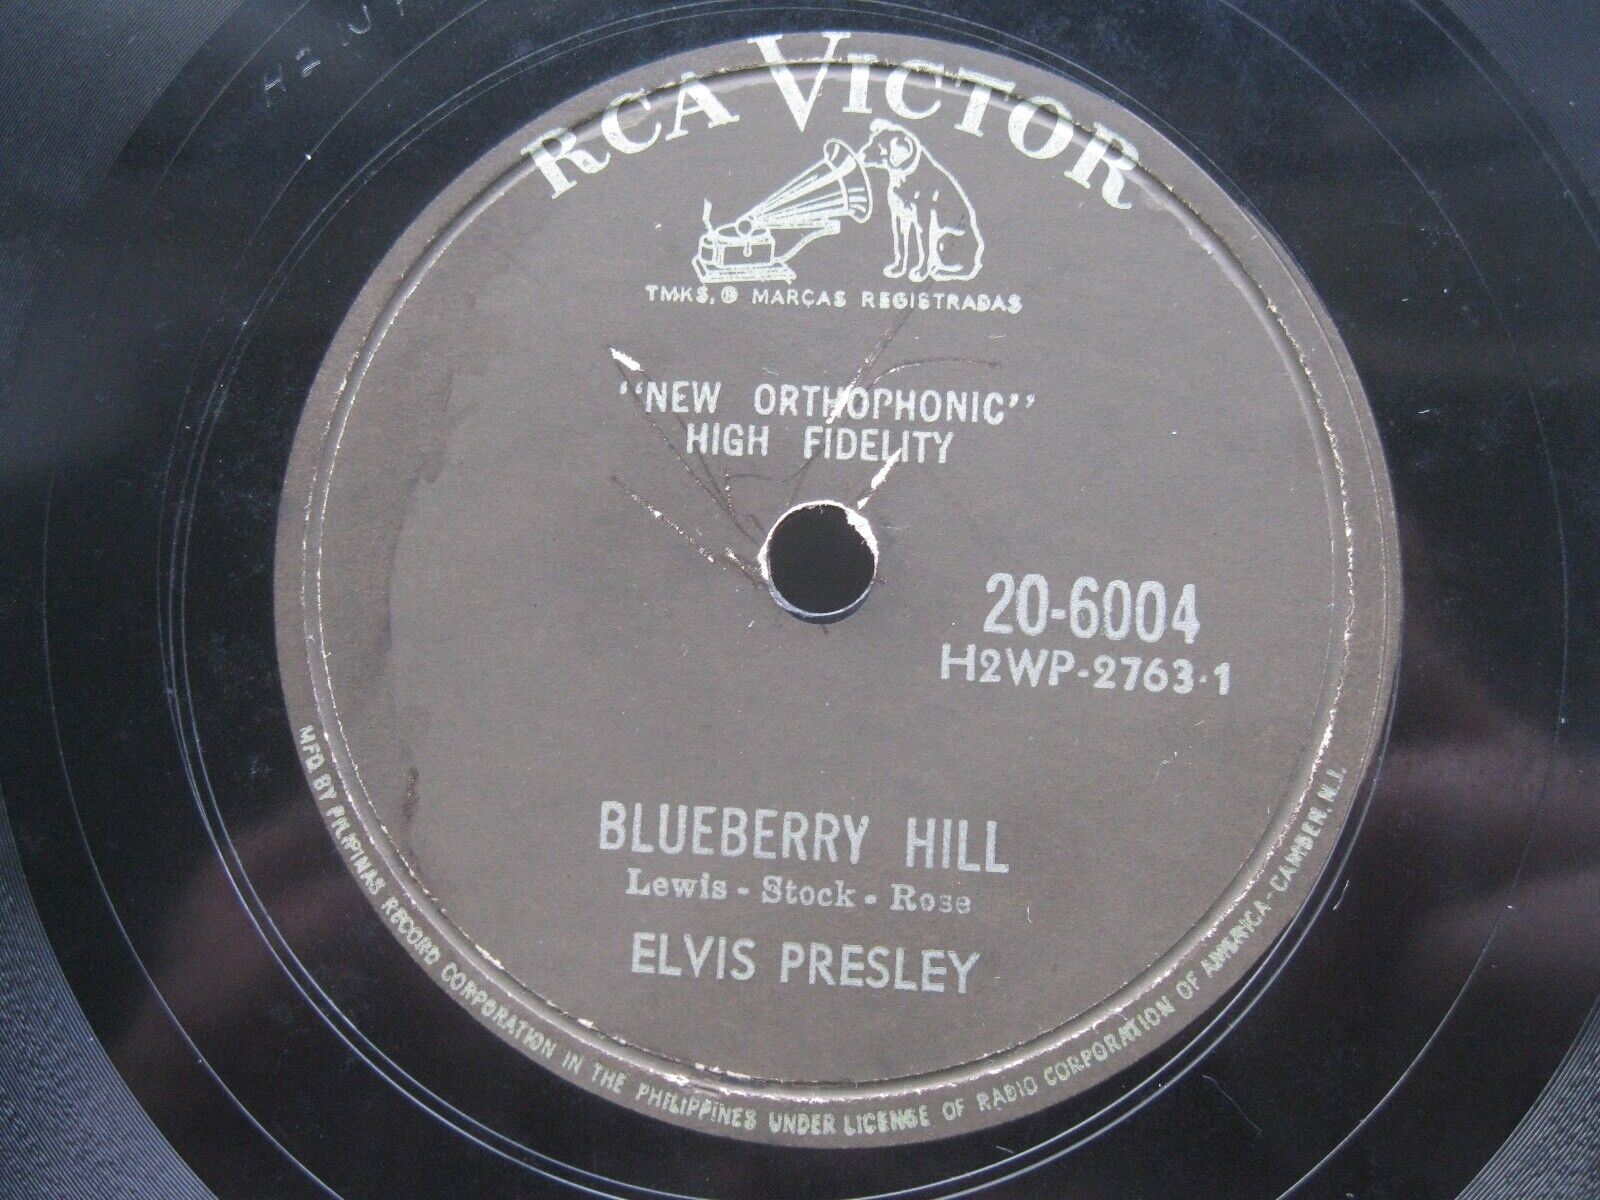 RCA VICTOR
TMKS. ® MARCAS REGISTRADAS
"NEW ORTHOPHONIC"
HIGH FIDELITY
20-6004
H2WP-2763-1
BLUEBERRY HILL
Lewis - Stock - Rose
ELVIS PRESLEY
MFD BY PILIPINAS RECORD CORPORATION IN THE PHILIPPINES UNDER LICENSE OF RADIO CORPORATION OF AMERICA - CAMDEN, N.J.